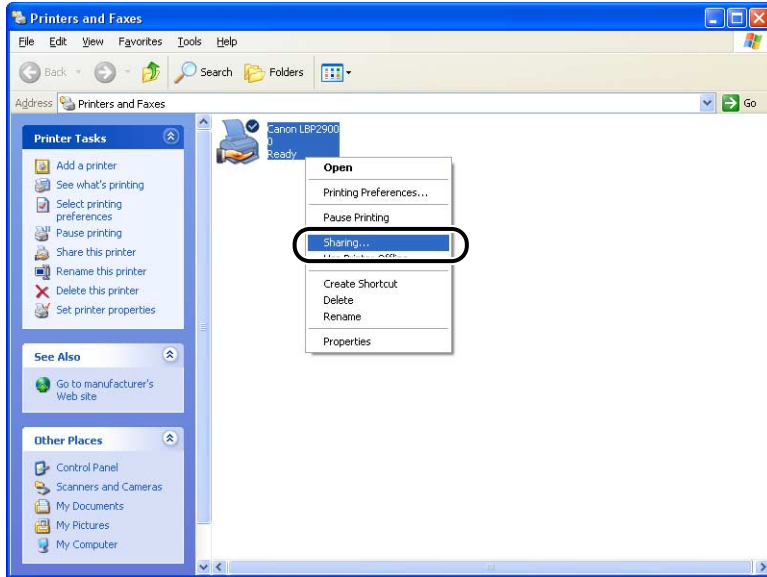 Printers and Faxes
File Edit View Favorites Tools Help
Back Search Folders
Address Printers and Faxes Go
Printer Tasks
Add a printer
See what's printing
Select printing
preferences
Pause printing
Share this printer
Rename this printer
Delete this printer
Set printer properties
See Also
Go to manufacturer's
Web site
Other Places
Control Panel
Scanners and Cameras
My Documents
My Pictures
My Computer
Canon LBP2900
0
Ready
Open
Printing Preferences...
Pause Printing
Sharing...
Use Printer Offline
Create Shortcut
Delete
Rename
Properties